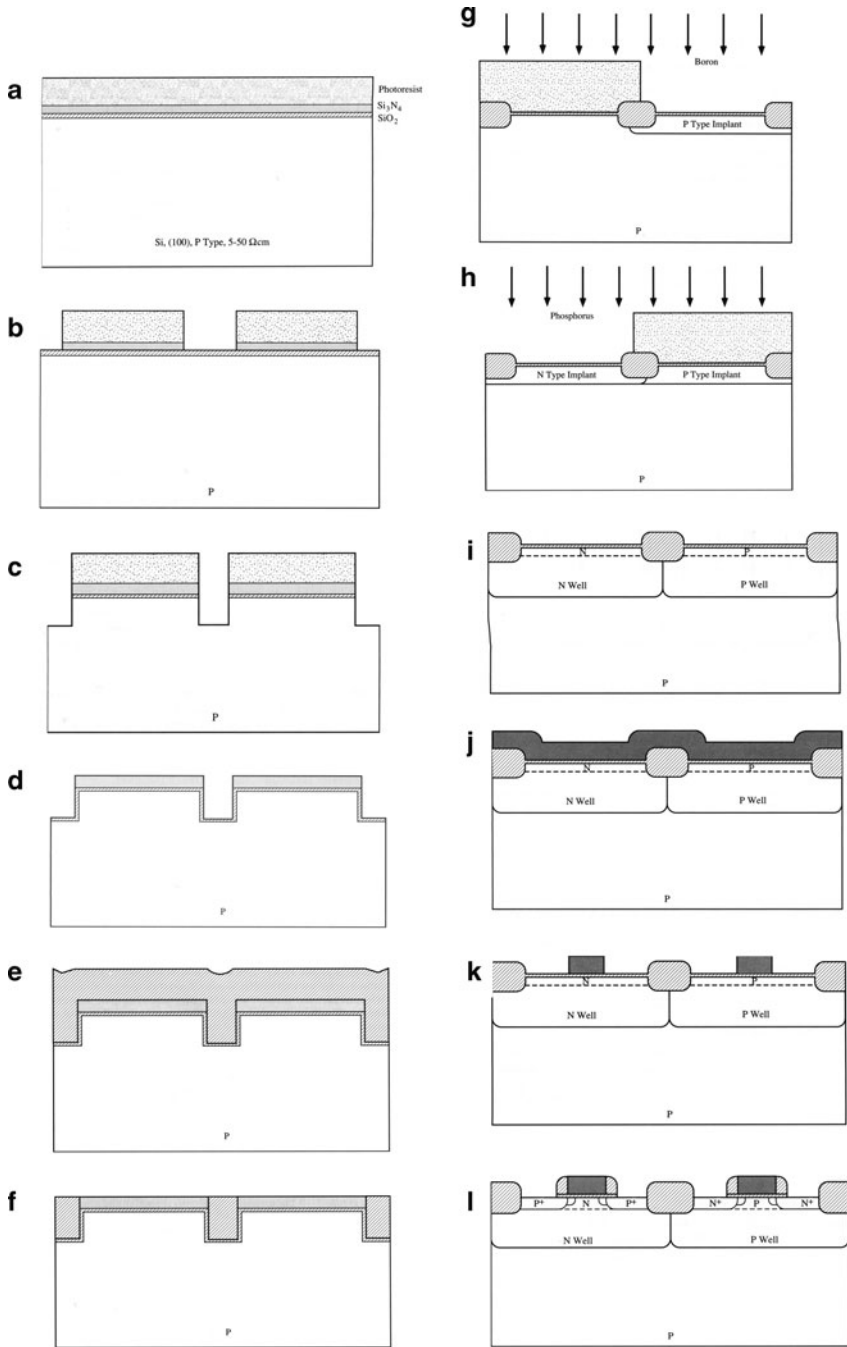 a
Photoresist
Si3N4
SiO2
Si, (100), P Type, 5-50 Ωcm
b
P
c
P
d
P
e
P
f
P
g
Boron
P Type Implant
P
h
Phosphorus
N Type Implant
P Type Implant
P
i
N
P
N Well
P Well
P
j
N
P
N Well
P Well
P
k
N
P
N Well
P Well
P
l
P+ N P+ N+ P N+
N Well
P Well
P